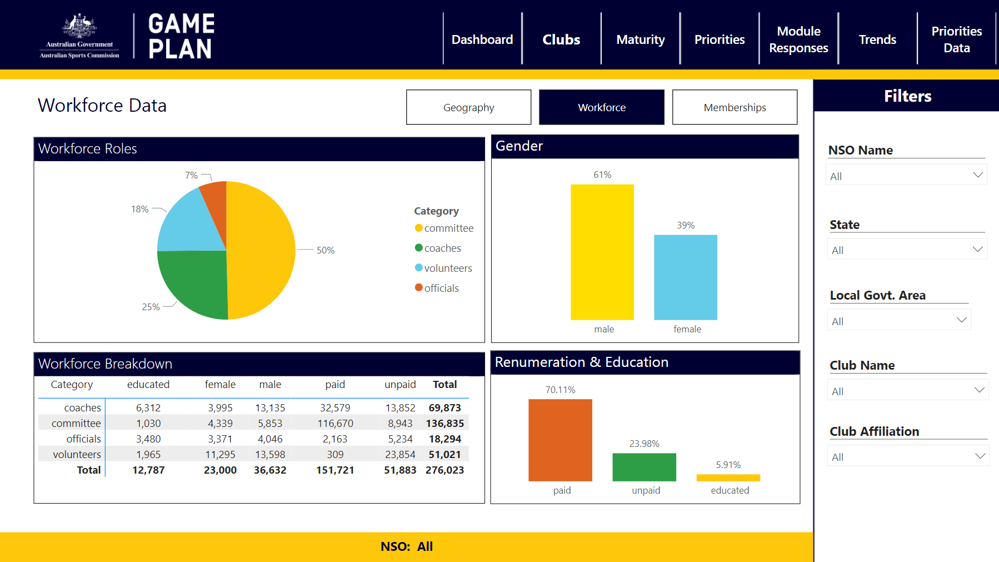 Australian Government
Australian Sports Commission
GAME
PLAN
Dashboard
Clubs
Maturity
Priorities
Module
Responses
Trends
Priorities
Data
Workforce Data
Geography
Workforce
Memberships
Filters
Workforce Roles
7%
18%
25%
50%
Category
committee
coaches
volunteers
officials
Gender
61%
39%
male
female
NSO Name
All
State
All
Local Govt. Area
All
Club Name
All
Club Affiliation
All
Workforce Breakdown
Category educated female male paid unpaid Total
coaches 6,312 3,995 13,135 32,579 13,852 69,873
committee 1,030 4,339 5,853 116,670 8,943 136,835
officials 3,480 3,371 4,046 2,163 5,234 18,294
volunteers 1,965 11,295 13,598 309 23,854 51,021
Total 12,787 23,000 36,632 151,721 51,883 276,023
Renumeration & Education
70.11%
23.98%
5.91%
paid
unpaid
educated
NSO: All